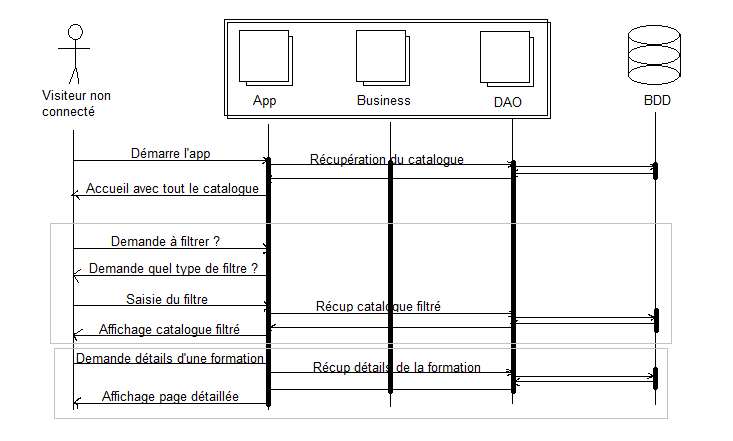 Visiteur non
connecté
App
Business
DAO
BDD
Démarre l'app
Récupération du catalogue
Accueil avec tout le catalogue
Demande à filtrer ?
Demande quel type de filtre ?
Saisie du filtre
Récup catalogue filtré
Affichage catalogue filtré
Demande détails d'une formation
Récup détails de la formation
Affichage page détaillée